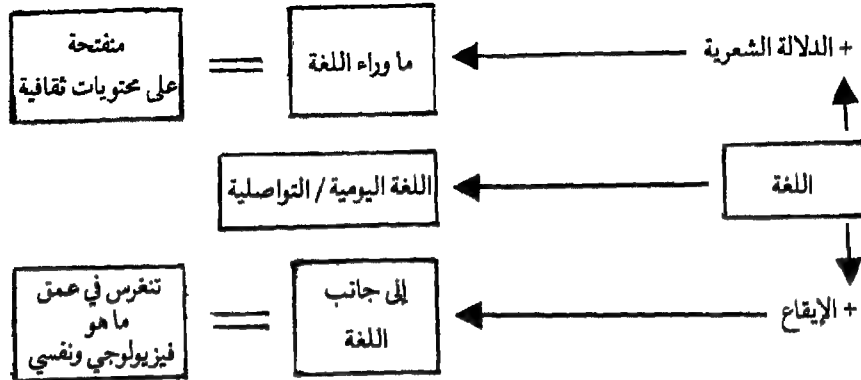 + الدلالة الشعرية
ما وراء اللغة
=
منفتحة
على محتويات ثقافية
اللغة
اللغة اليومية / التواصلية
+ الإيقاع
إلى جانب
اللغة
=
تنغرس في عمق
ما هو
فيزيولوجي ونفسي